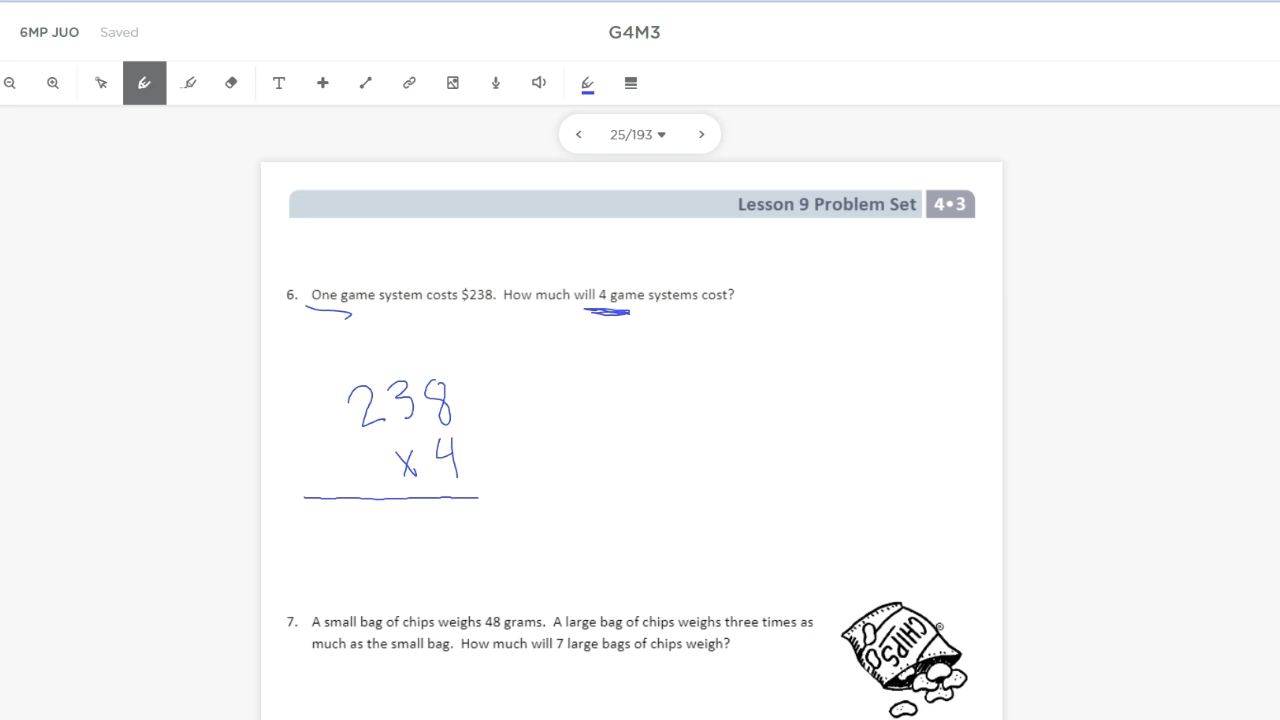 6MP JUO Saved G4M3
25/193
Lesson 9 Problem Set 4•3
6. One game system costs $238. How much will 4 game systems cost?
238
x 4
7. A small bag of chips weighs 48 grams. A large bag of chips weighs three times as
much as the small bag. How much will 7 large bags of chips weigh?
CHIPS